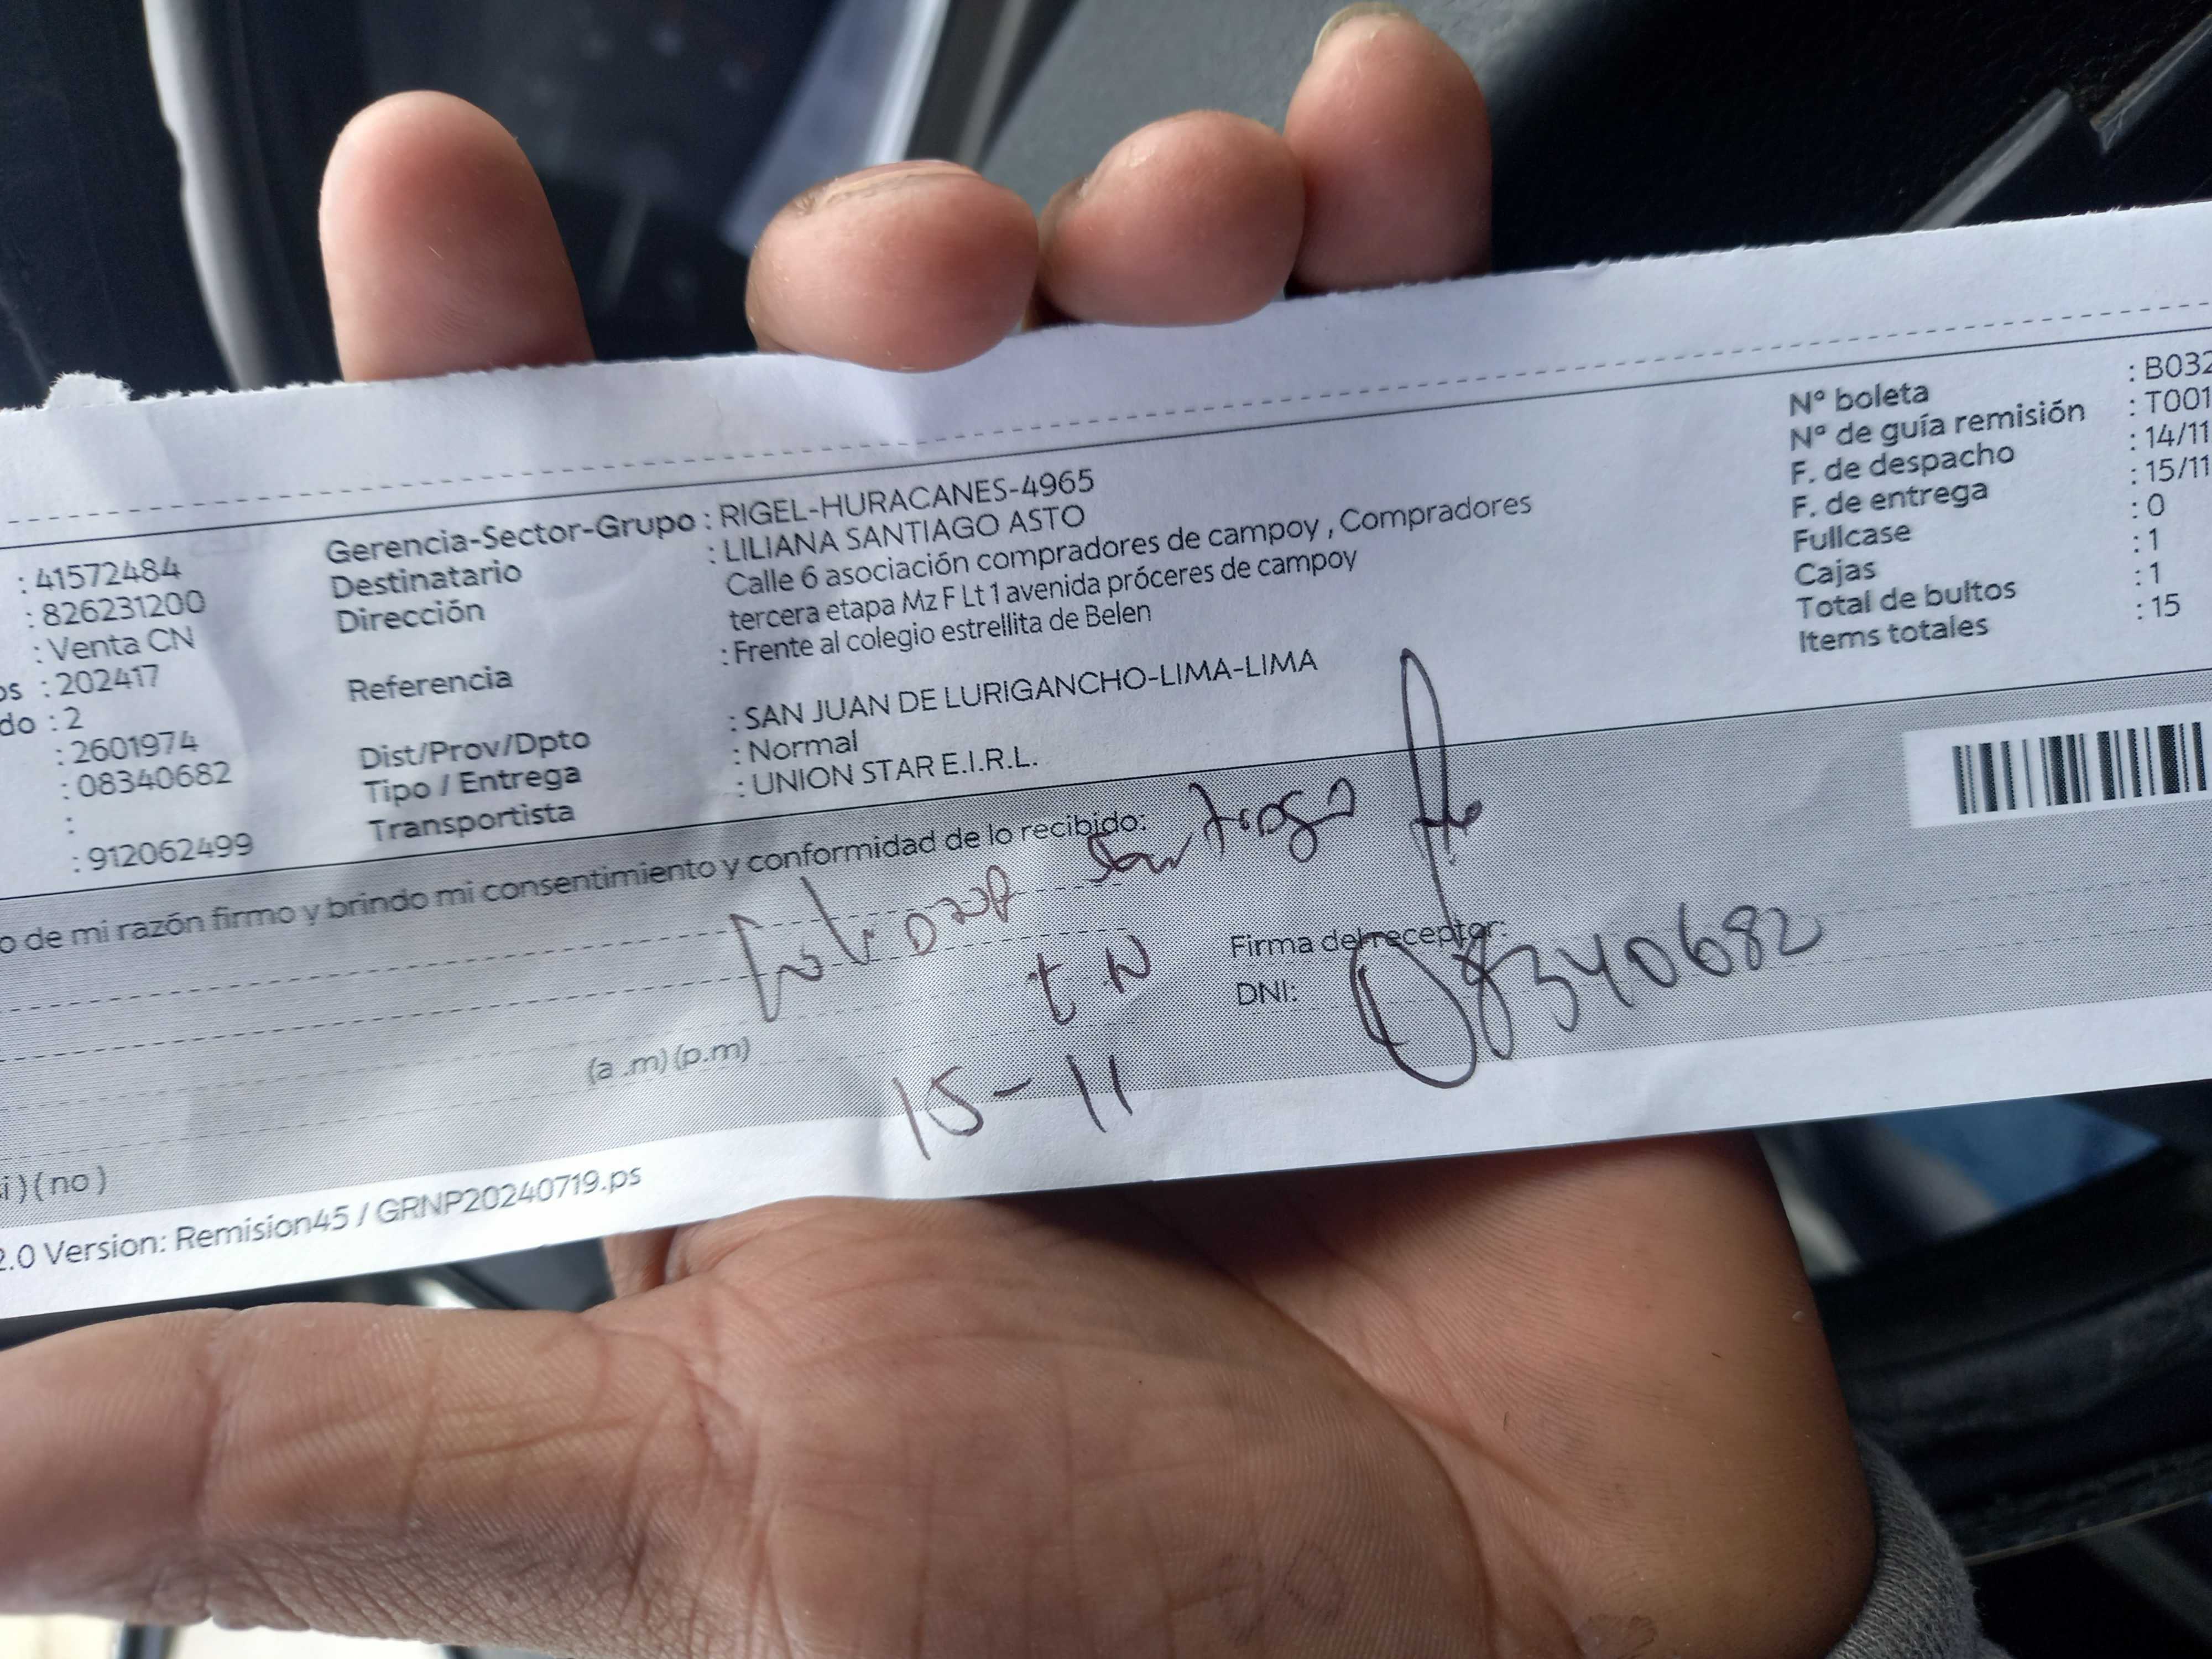 : 41572484
: 826231200
: Venta CN
os : 202417
do : 2
: 2601974
: 08340682
:
: 912062499
Gerencia-Sector-Grupo : RIGEL-HURACANES-4965
Destinatario : LILIANA SANTIAGO ASTO
Dirección Calle 6 asociación compradores de campoy , Compradores
tercera etapa Mz F Lt 1 avenida próceres de campoy
Referencia : Frente al colegio estrellita de Belen
Dist/Prov/Dpto : SAN JUAN DE LURIGANCHO-LIMA-LIMA
Tipo / Entrega : Normal
Transportista : UNION STAR E.I.R.L.
N° boleta : B032
N° de guía remisión : T001
F. de despacho : 14/11
F. de entrega : 15/11
Fullcase : 0
Cajas : 1
Total de bultos : 1
Items totales : 15
o de mi razón firmo y brindo mi consentimiento y conformidad de lo recibido:
Santiago
Firma del receptor:
DNI: 08340682
(a .m) (p.m)
15-11
i ) ( no )
2.0 Version: Remision45 / GRNP20240719.ps